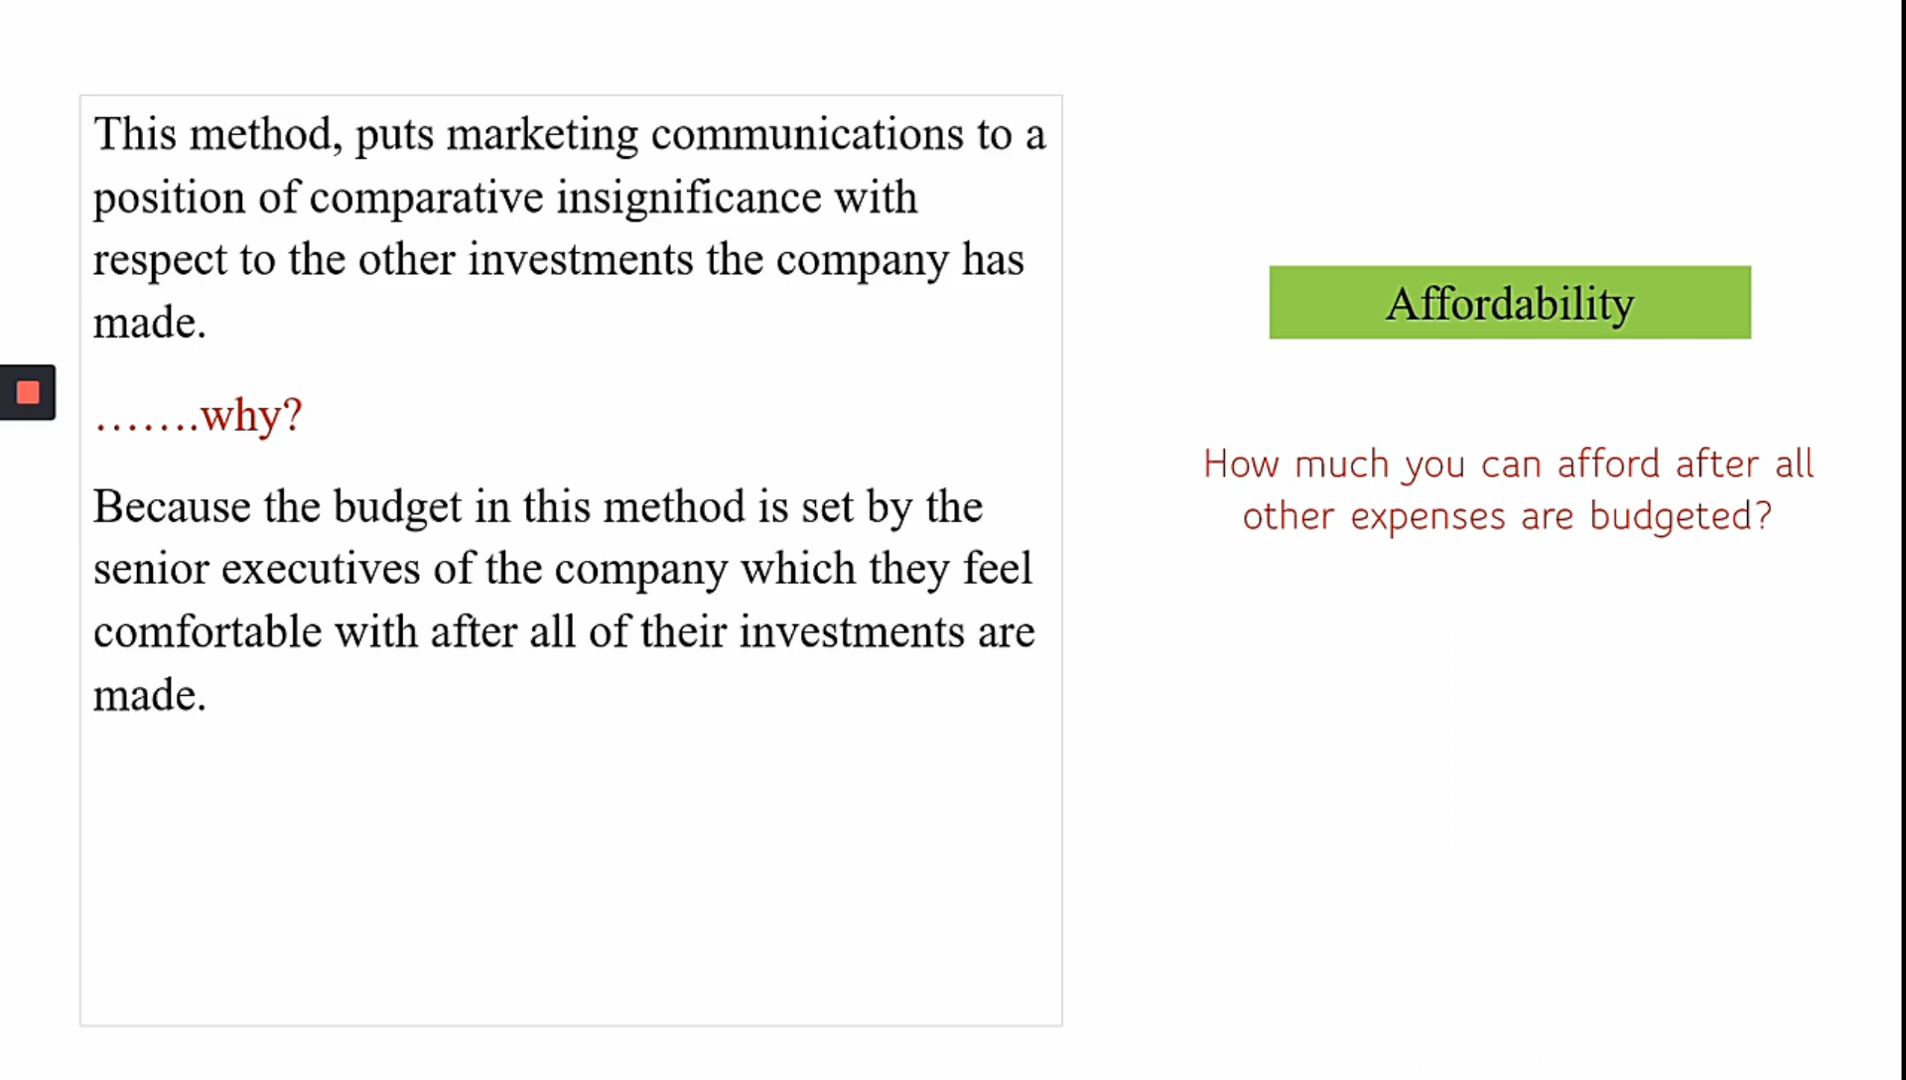 This method, puts marketing communications to a
position of comparative insignificance with
respect to the other investments the company has
made.
…….why?
Because the budget in this method is set by the
senior executives of the company which they feel
comfortable with after all of their investments are
made.
Affordability
How much you can afford after all
other expenses are budgeted?